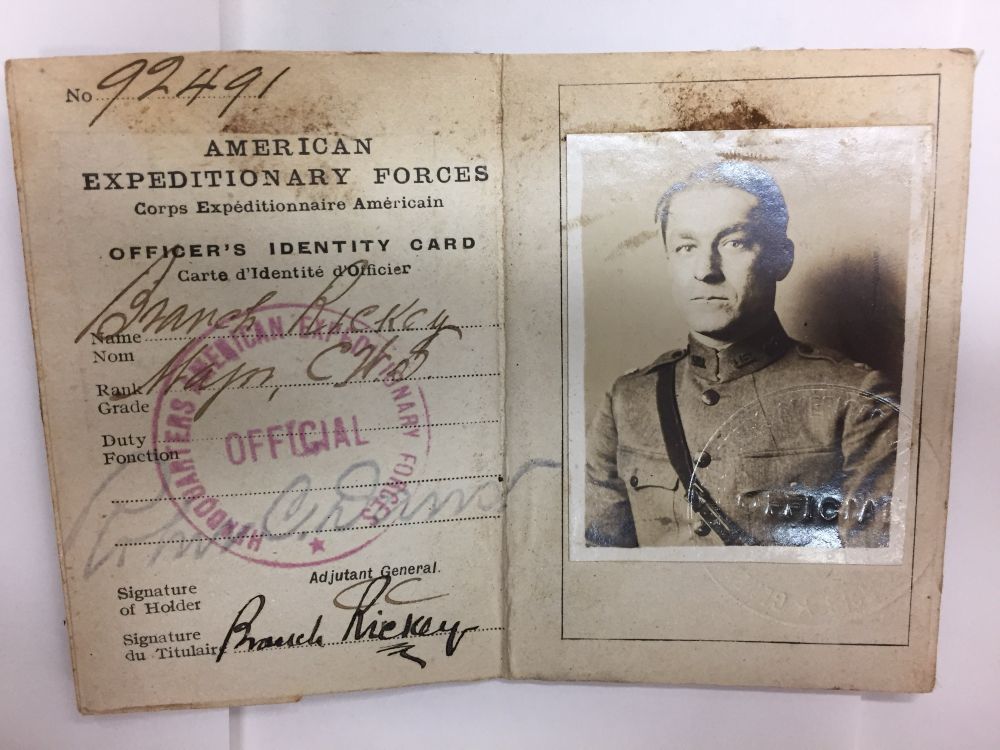 No 92491
AMERICAN
EXPEDITIONARY FORCES
Corps Expéditionnaire Américain
OFFICER'S IDENTITY CARD
Carte d'Identité d'Officier
Name Branch Rickey
Nom
Rank Major, CWS
Grade
Duty
Fonction
HEADQUARTERS AMERICAN EXPEDITIONARY FORCES
OFFICIAL
Adjutant General.
Signature
of Holder
Signature Branch Rickey
du Titulaire
OFFICIAL